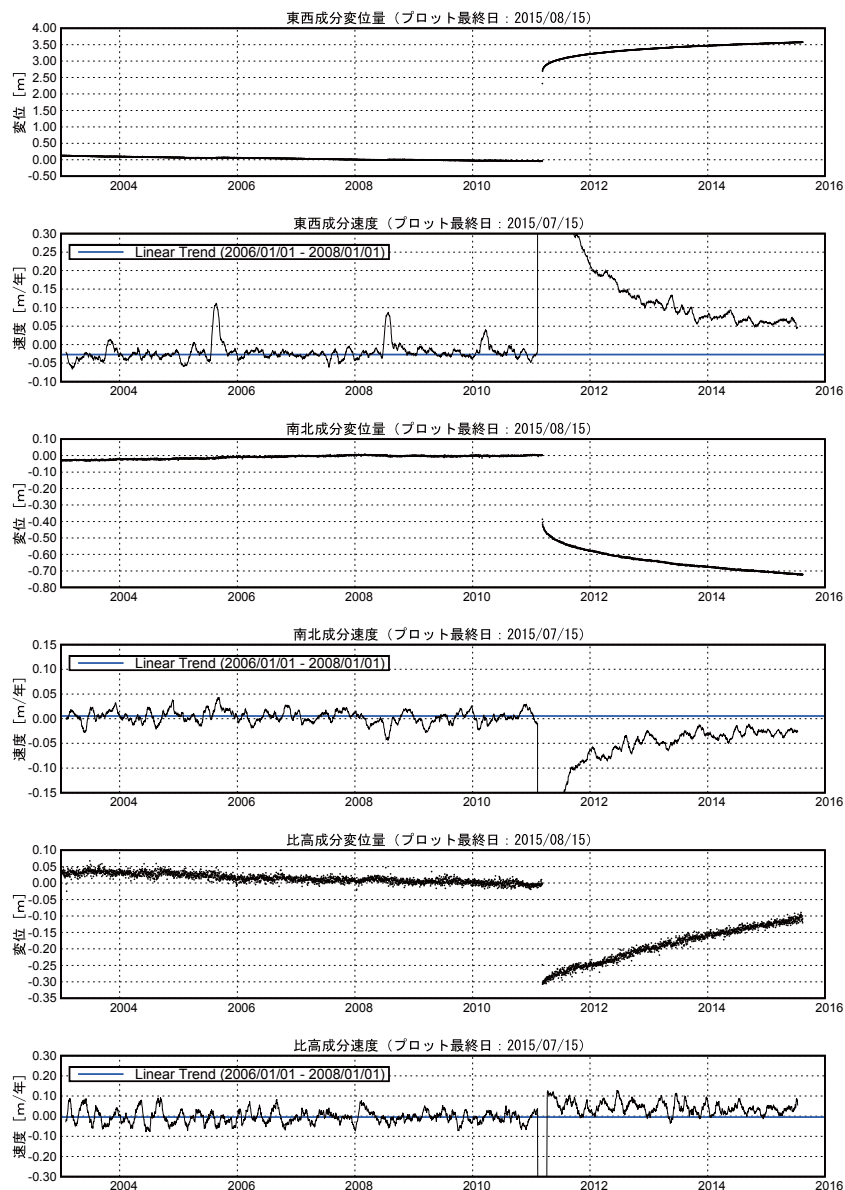 東西成分変位量（プロット最終日：2015/08/15）
4.00
3.50
3.00
2.50
2.00
1.50
1.00
0.50
0.00
-0.50
変位 [m]
2004 2006 2008 2010 2012 2014 2016
東西成分速度（プロット最終日：2015/07/15）
0.30
0.25
0.20
0.15
0.10
0.05
0.00
-0.05
-0.10
速度 [m/年]
Linear Trend (2006/01/01 - 2008/01/01)
2004 2006 2008 2010 2012 2014 2016
南北成分変位量（プロット最終日：2015/08/15）
0.10
0.00
-0.10
-0.20
-0.30
-0.40
-0.50
-0.60
-0.70
-0.80
変位 [m]
2004 2006 2008 2010 2012 2014 2016
南北成分速度（プロット最終日：2015/07/15）
0.15
0.10
0.05
0.00
-0.05
-0.10
-0.15
速度 [m/年]
Linear Trend (2006/01/01 - 2008/01/01)
2004 2006 2008 2010 2012 2014 2016
比高成分変位量（プロット最終日：2015/08/15）
0.10
0.05
0.00
-0.05
-0.10
-0.15
-0.20
-0.25
-0.30
-0.35
変位 [m]
2004 2006 2008 2010 2012 2014 2016
比高成分速度（プロット最終日：2015/07/15）
0.30
0.20
0.10
0.00
-0.10
-0.20
-0.30
速度 [m/年]
Linear Trend (2006/01/01 - 2008/01/01)
2004 2006 2008 2010 2012 2014 2016